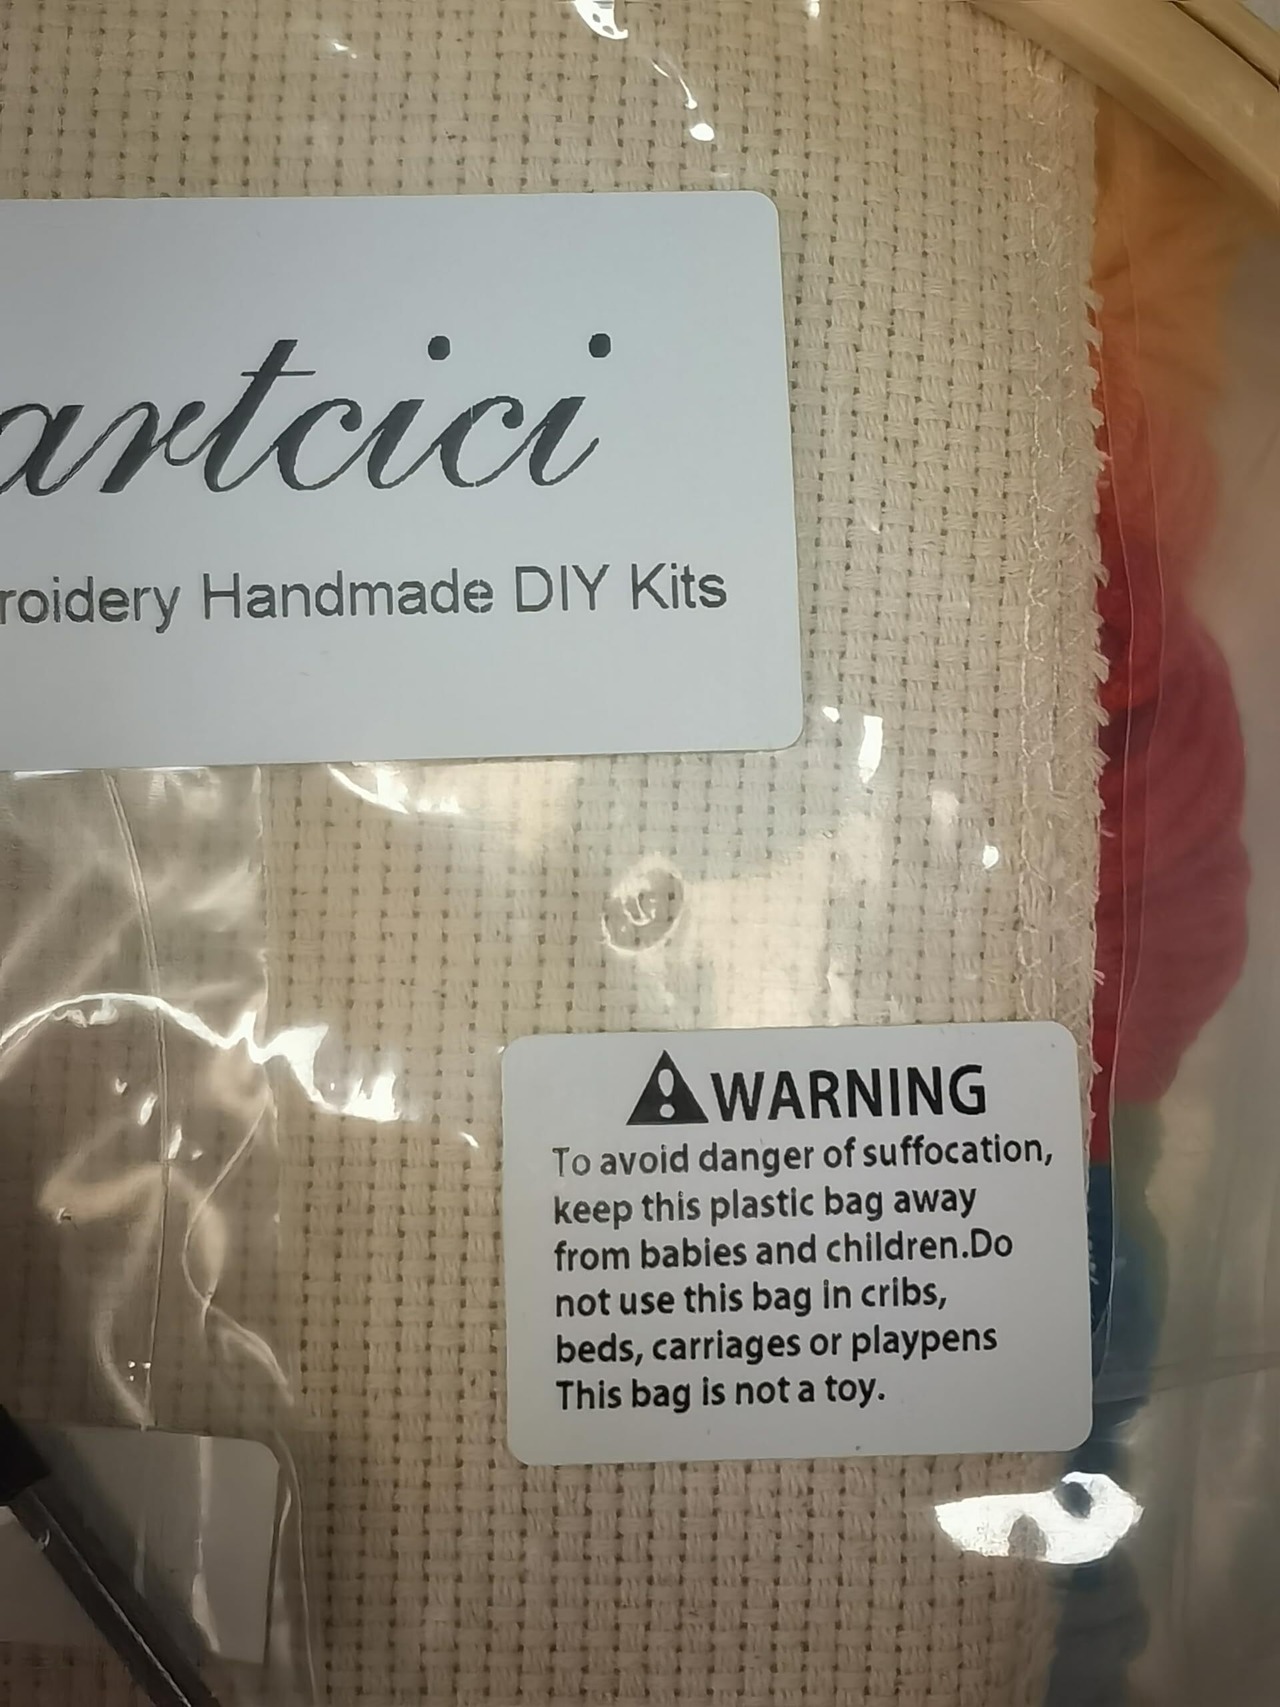 artcici
roidery Handmade DIY Kits
WARNING
To avoid danger of suffocation,
keep this plastic bag away
from babies and children.Do
not use this bag in cribs,
beds, carriages or playpens
This bag is not a toy.